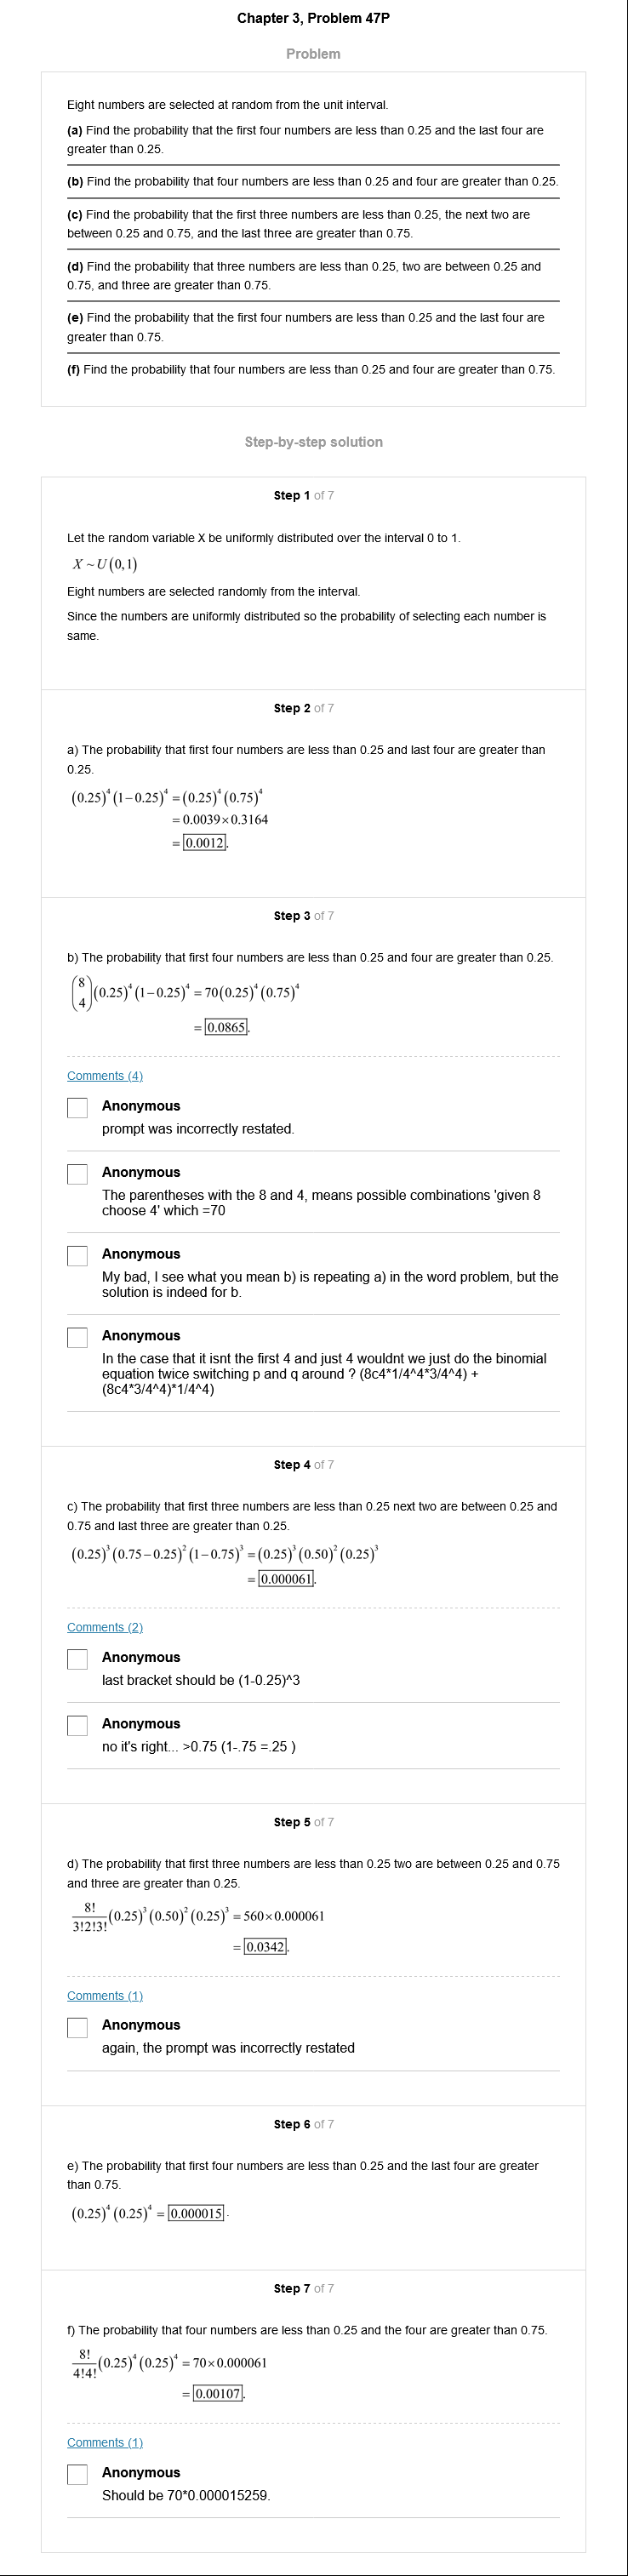 Chapter 3, Problem 47P
Problem
Eight numbers are selected at random from the unit interval.
(a) Find the probability that the first four numbers are less than 0.25 and the last four are
greater than 0.25.
(b) Find the probability that four numbers are less than 0.25 and four are greater than 0.25.
(c) Find the probability that the first three numbers are less than 0.25, the next two are
between 0.25 and 0.75, and the last three are greater than 0.75.
(d) Find the probability that three numbers are less than 0.25, two are between 0.25 and
0.75, and three are greater than 0.75.
(e) Find the probability that the first four numbers are less than 0.25 and the last four are
greater than 0.75.
(f) Find the probability that four numbers are less than 0.25 and four are greater than 0.75.
Step-by-step solution
Step 1 of 7
Let the random variable X be uniformly distributed over the interval 0 to 1.
X ~ U(0,1)
Eight numbers are selected randomly from the interval.
Since the numbers are uniformly distributed so the probability of selecting each number is
same.
Step 2 of 7
a) The probability that first four numbers are less than 0.25 and last four are greater than
0.25.
(0.25)^4 (1−0.25)^4 = (0.25)^4 (0.75)^4
= 0.0039×0.3164
= 0.0012.
Step 3 of 7
b) The probability that first four numbers are less than 0.25 and four are greater than 0.25.
(8 4)(0.25)^4 (1−0.25)^4 = 70(0.25)^4 (0.75)^4
= 0.0865.
Comments (4)
Anonymous
prompt was incorrectly restated.
Anonymous
The parentheses with the 8 and 4, means possible combinations 'given 8
choose 4' which =70
Anonymous
My bad, I see what you mean b) is repeating a) in the word problem, but the
solution is indeed for b.
Anonymous
In the case that it isnt the first 4 and just 4 wouldnt we just do the binomial
equation twice switching p and q around ? (8c4*1/4^4*3/4^4) +
(8c4*3/4^4)*1/4^4)
Step 4 of 7
c) The probability that first three numbers are less than 0.25 next two are between 0.25 and
0.75 and last three are greater than 0.25.
(0.25)^3 (0.75−0.25)^2 (1−0.75)^3 = (0.25)^3 (0.50)^2 (0.25)^3
= 0.000061.
Comments (2)
Anonymous
last bracket should be (1-0.25)^3
Anonymous
no it's right... >0.75 (1-.75 =.25 )
Step 5 of 7
d) The probability that first three numbers are less than 0.25 two are between 0.25 and 0.75
and three are greater than 0.25.
8!/3!2!3! (0.25)^3 (0.50)^2 (0.25)^3 = 560×0.000061
= 0.0342.
Comments (1)
Anonymous
again, the prompt was incorrectly restated
Step 6 of 7
e) The probability that first four numbers are less than 0.25 and the last four are greater
than 0.75.
(0.25)^4 (0.25)^4 = 0.000015.
Step 7 of 7
f) The probability that four numbers are less than 0.25 and the four are greater than 0.75.
8!/4!4! (0.25)^4 (0.25)^4 = 70×0.000061
= 0.00107.
Comments (1)
Anonymous
Should be 70*0.000015259.